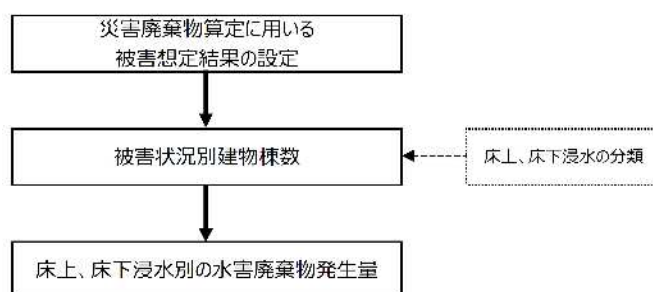 災害廃棄物算定に用いる
被害想定結果の設定
被害状況別建物棟数
床上、床下浸水の分類
床上、床下浸水別の水害廃棄物発生量